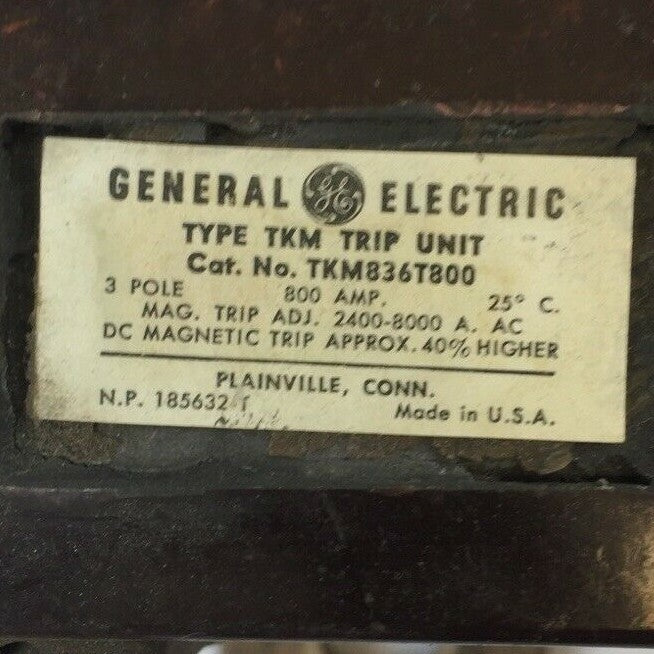 GENERAL GE ELECTRIC
TYPE TKM TRIP UNIT
Cat. No. TKM836T800
3 POLE 800 AMP. 25° C.
MAG. TRIP ADJ. 2400-8000 A. AC
DC MAGNETIC TRIP APPROX. 40% HIGHER
PLAINVILLE, CONN.
N.P. 185632 Made in U.S.A.